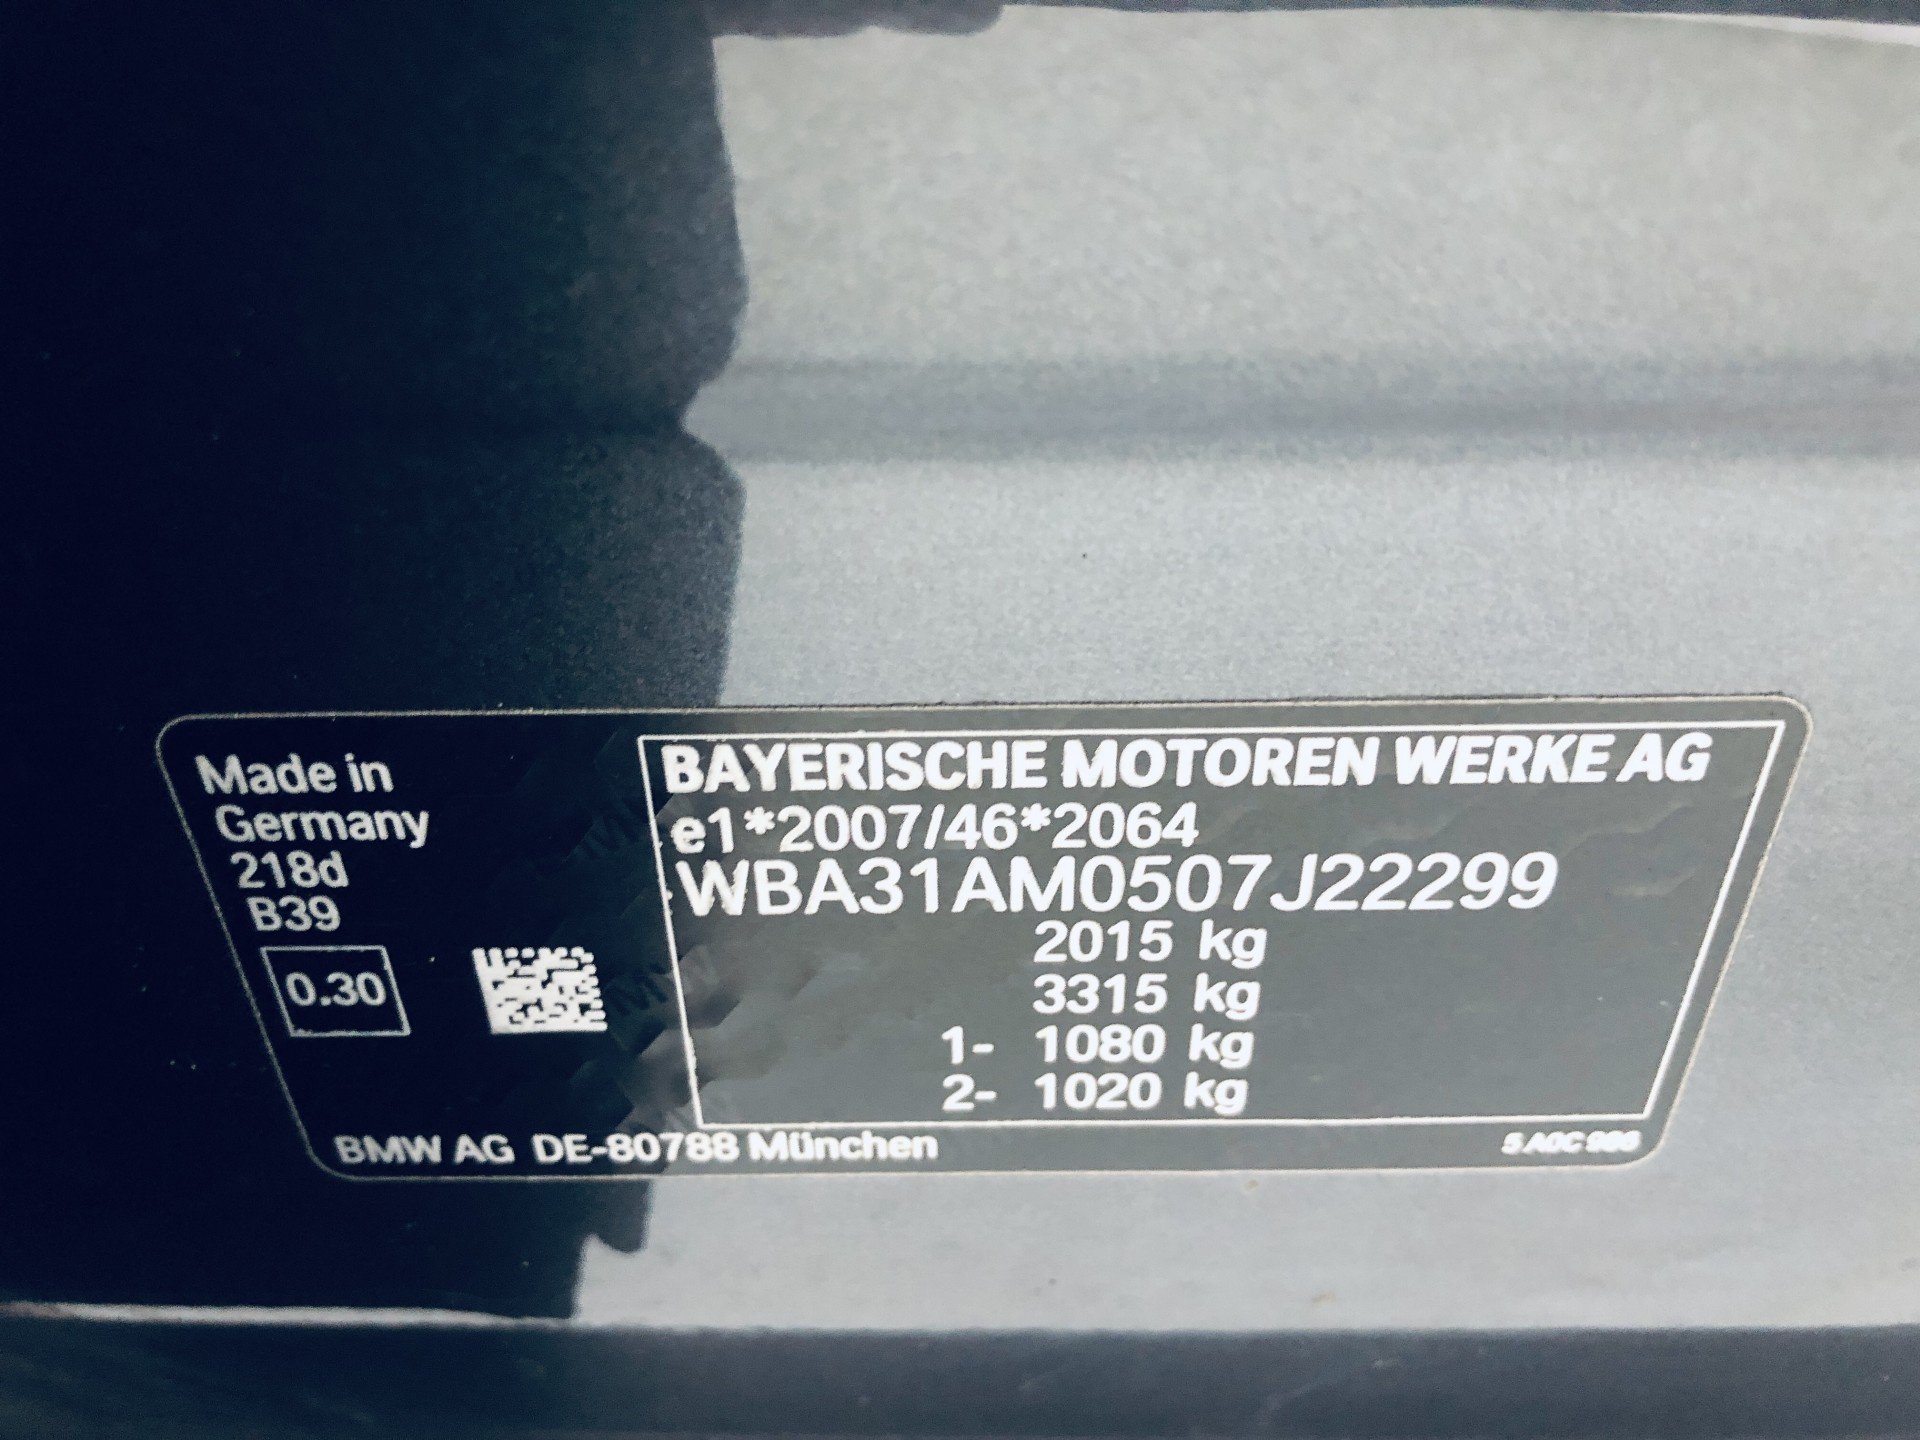 Made in
Germany
218d
B39
0.30
BAYERISCHE MOTOREN WERKE AG
e1*2007/46*2064
WBA31AM0507J22299
2015 kg
3315 kg
1- 1080 kg
2- 1020 kg
BMW AG DE-80788 München